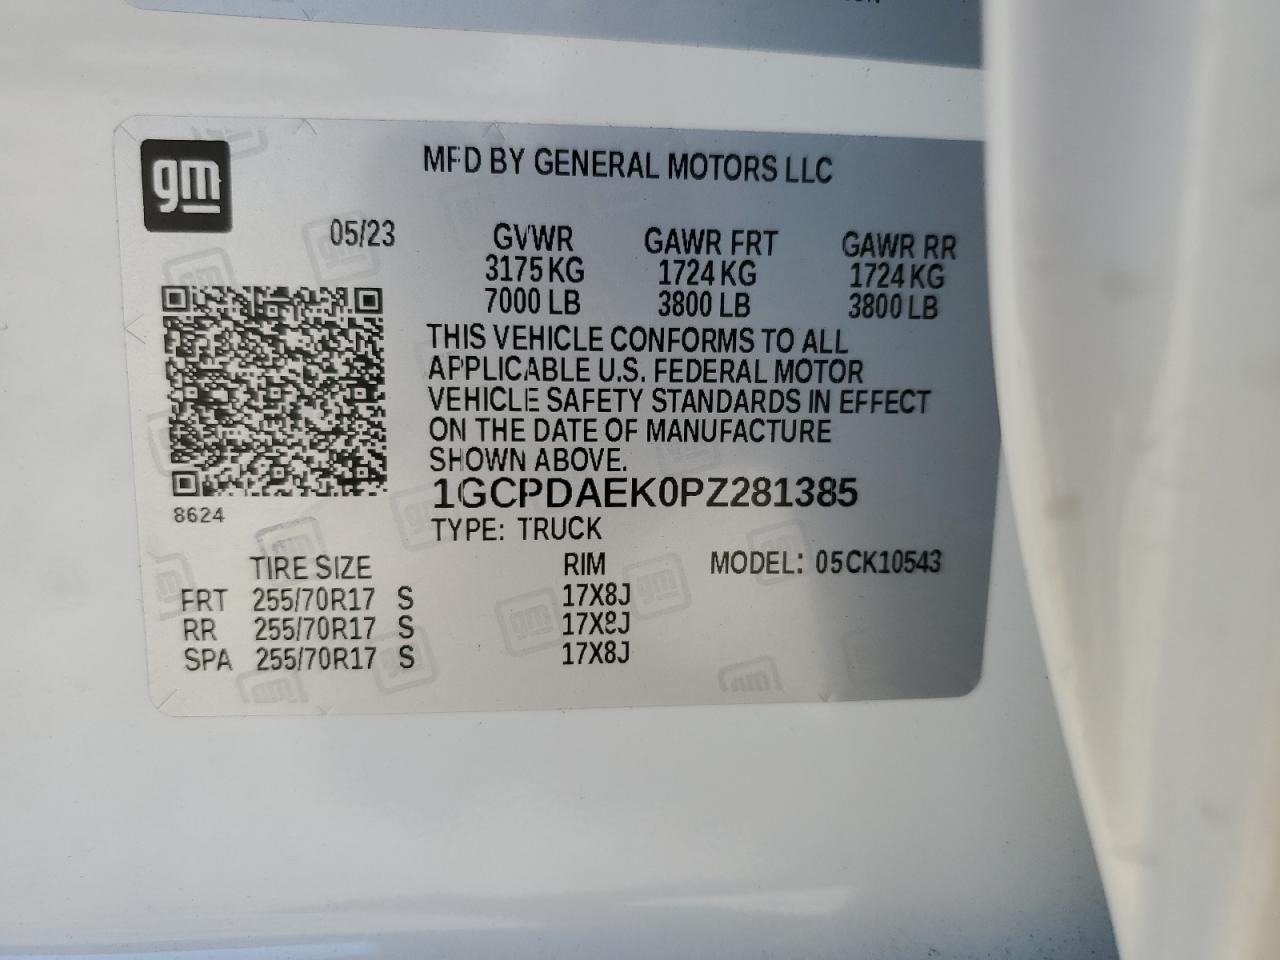 gm
MFD BY GENERAL MOTORS LLC
05/23 GVWR GAWR FRT GAWR RR
3175 KG 1724 KG 1724 KG
7000 LB 3800 LB 3800 LB
THIS VEHICLE CONFORMS TO ALL
APPLICABLE U.S. FEDERAL MOTOR
VEHICLE SAFETY STANDARDS IN EFFECT
ON THE DATE OF MANUFACTURE
SHOWN ABOVE.
1GCPDAEK0PZ281385
8624
TYPE: TRUCK
TIRE SIZE RIM MODEL: 05CK10543
FRT 255/70R17 S 17X8J
RR 255/70R17 S 17X8J
SPA 255/70R17 S 17X8J